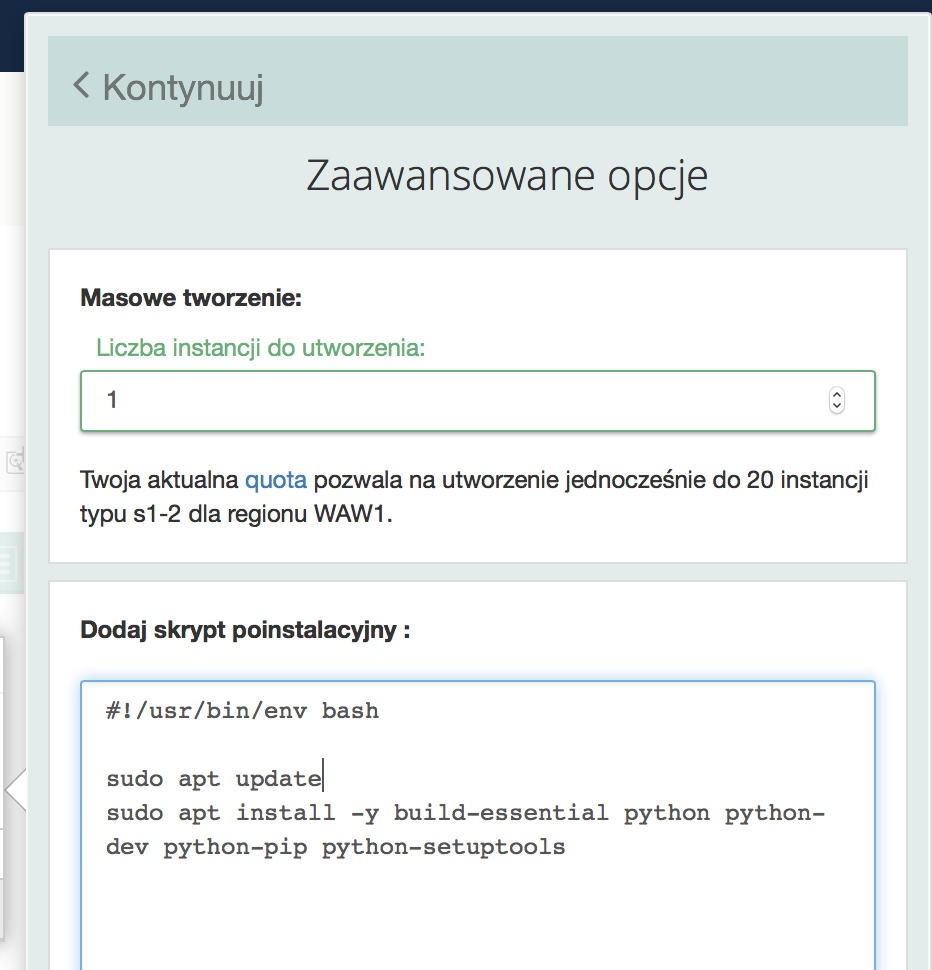 Kontynuuj
Zaawansowane opcje
Masowe tworzenie:
Liczba instancji do utworzenia:
1
Twoja aktualna quota pozwala na utworzenie jednocześnie do 20 instancji
typu s1-2 dla regionu WAW1.
Dodaj skrypt poinstalacyjny :
#!/usr/bin/env bash
sudo apt update
sudo apt install -y build-essential python python-
dev python-pip python-setuptools